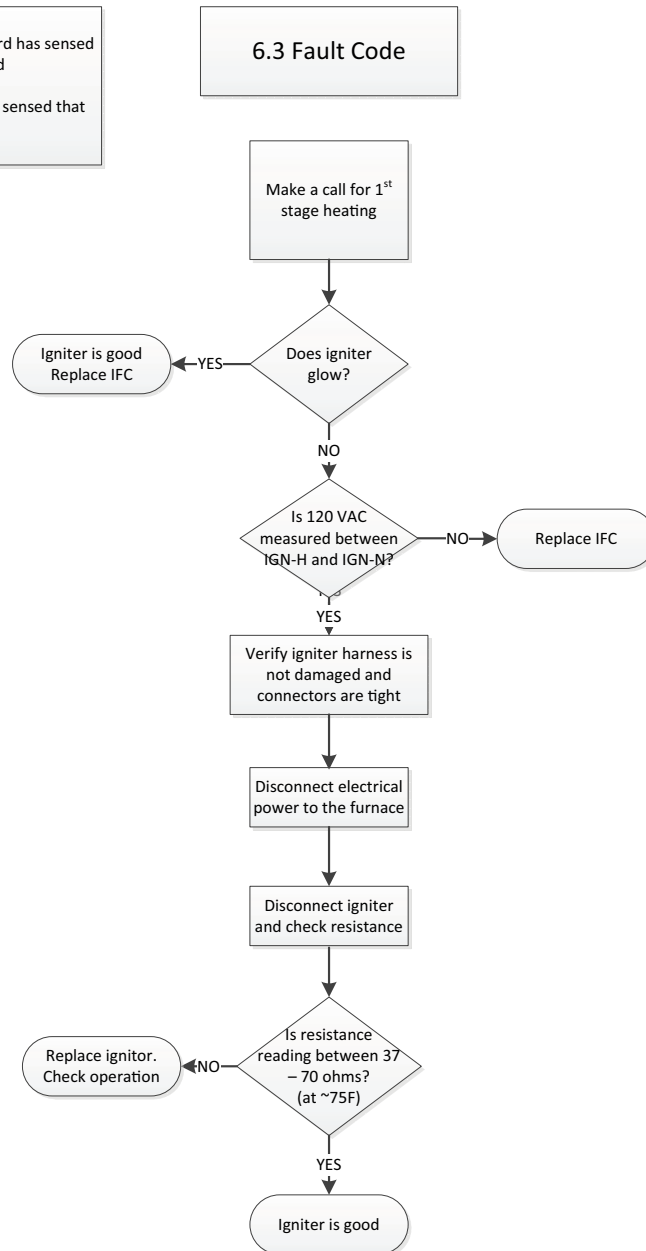 rd has sensed
d
sensed that
6.3 Fault Code
Make a call for 1st
stage heating
Does igniter
glow?
YES
Igniter is good
Replace IFC
NO
Is 120 VAC
measured between
IGN-H and IGN-N?
NO
Replace IFC
YES
Verify igniter harness is
not damaged and
connectors are tight
Disconnect electrical
power to the furnace
Disconnect igniter
and check resistance
Is resistance
reading between 37
– 70 ohms?
(at ~75F)
NO
Replace ignitor.
Check operation
YES
Igniter is good